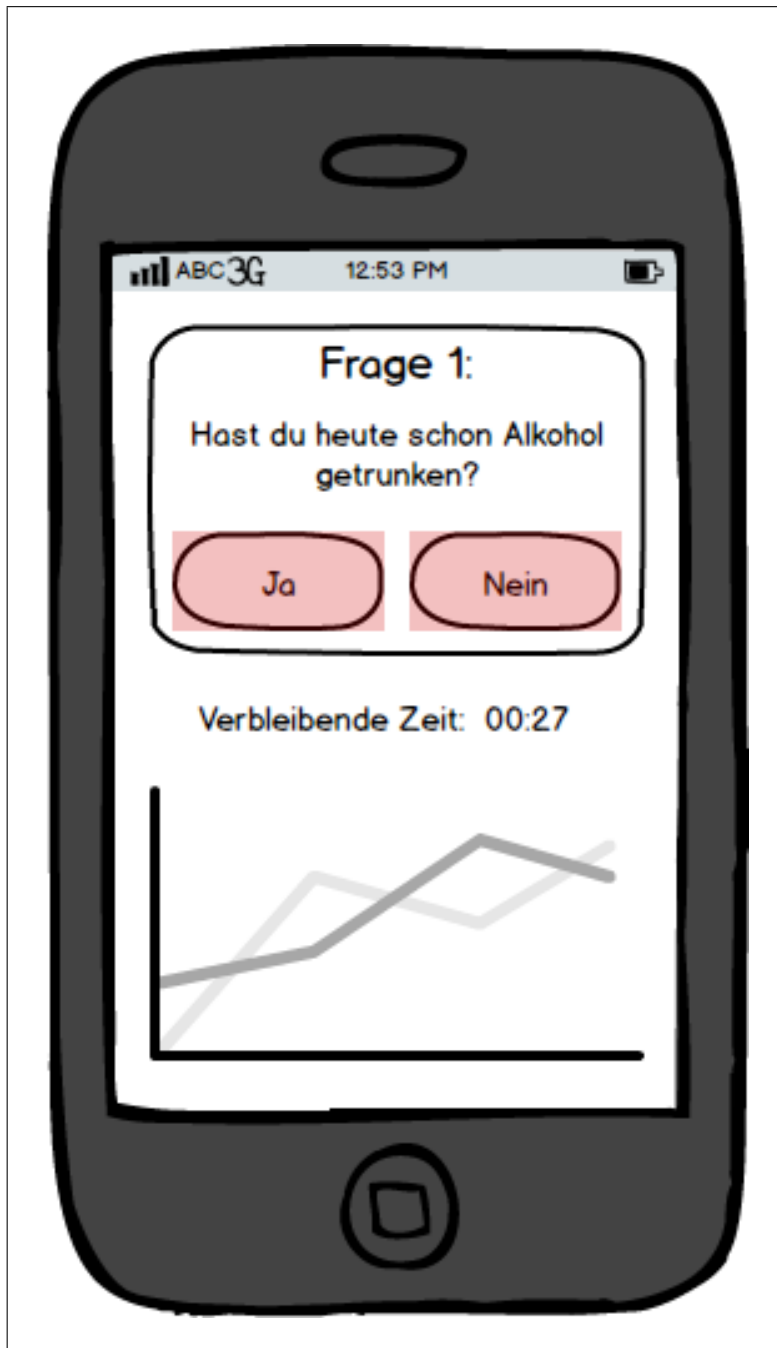 ABC 3G 12:53 PM
Frage 1:
Hast du heute schon Alkohol
getrunken?
Ja Nein
Verbleibende Zeit: 00:27